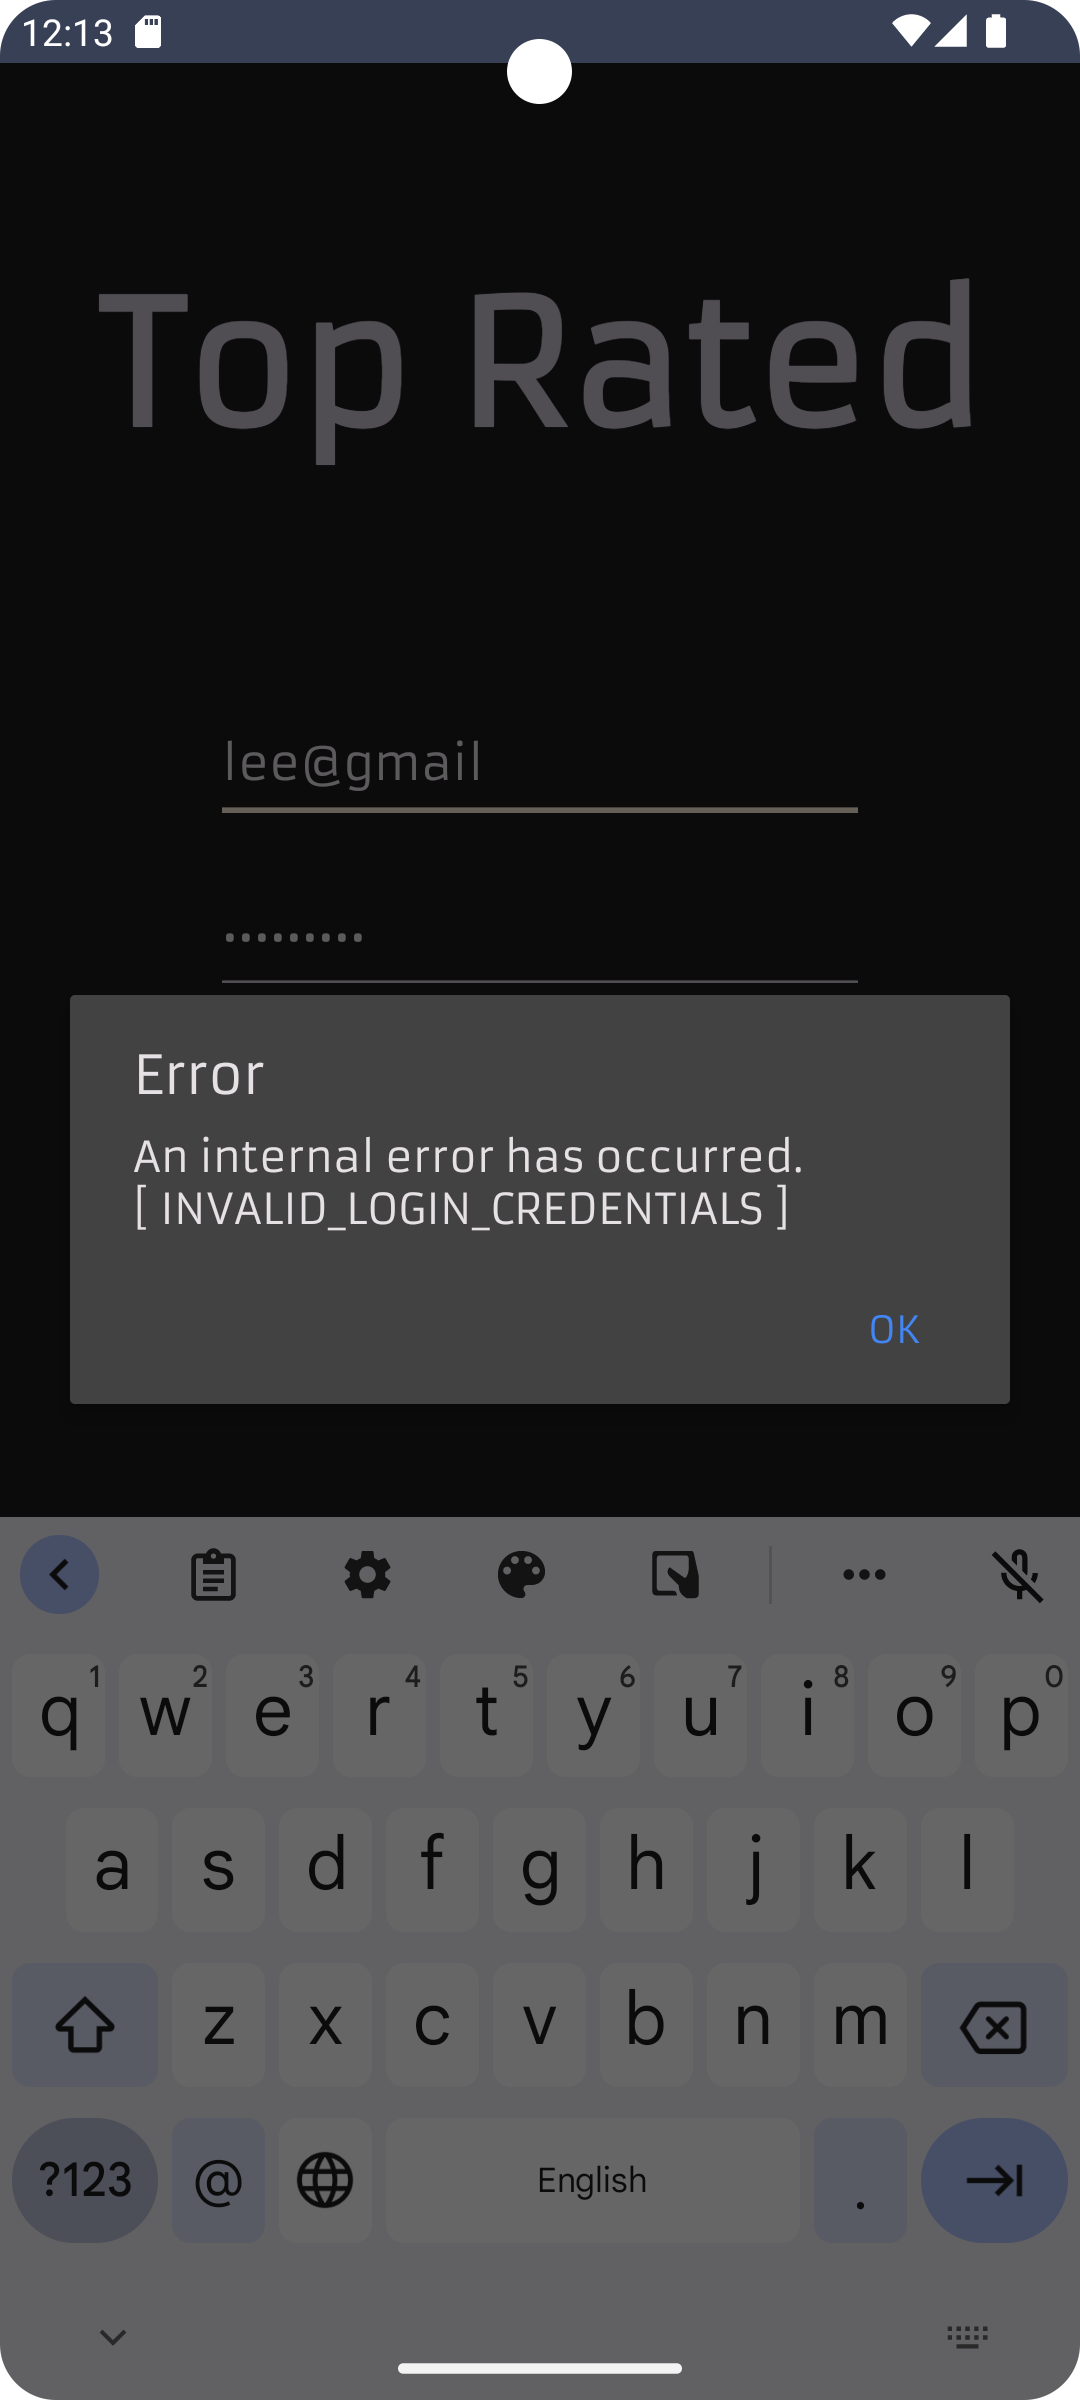 12:13
Top Rated
lee@gmail
•••••••••
Error
An internal error has occurred.
[ INVALID_LOGIN_CREDENTIALS ]
OK
q 1 w 2 e 3 r 4 t 5 y 6 u 7 i 8 o 9 p 0
a s d f g h j k l
z x c v b n m
?123 @ English .